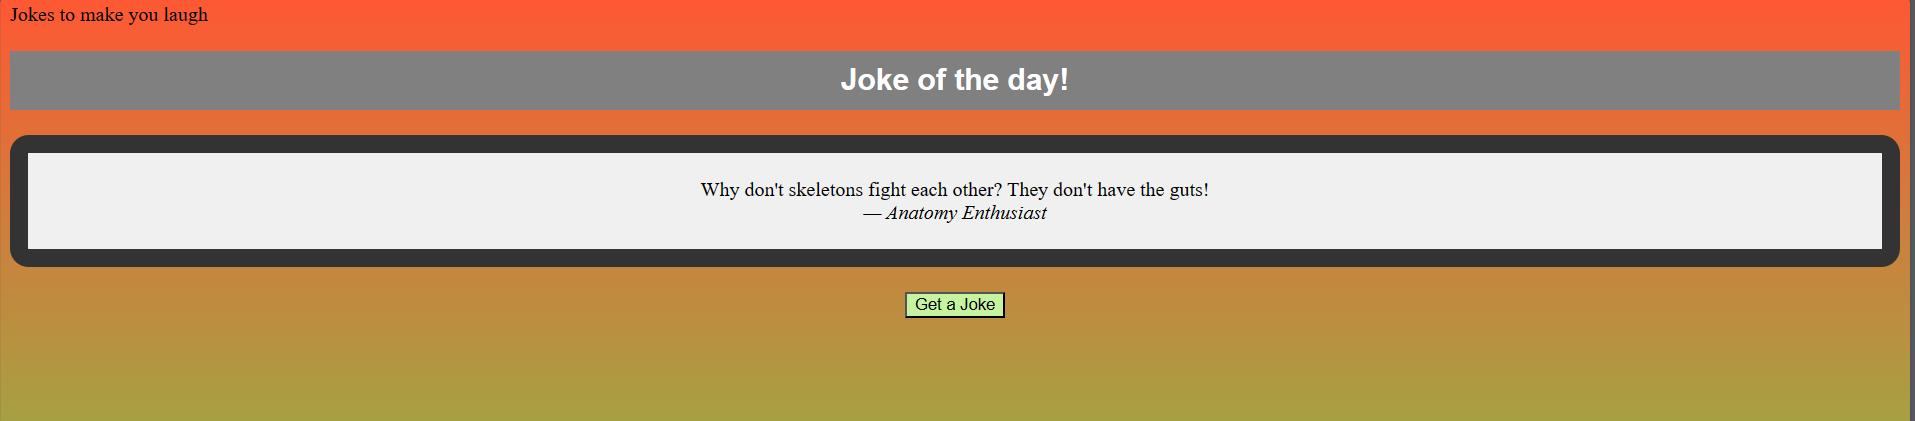 Jokes to make you laugh
Joke of the day!
Why don't skeletons fight each other? They don't have the guts!
— Anatomy Enthusiast
Get a Joke